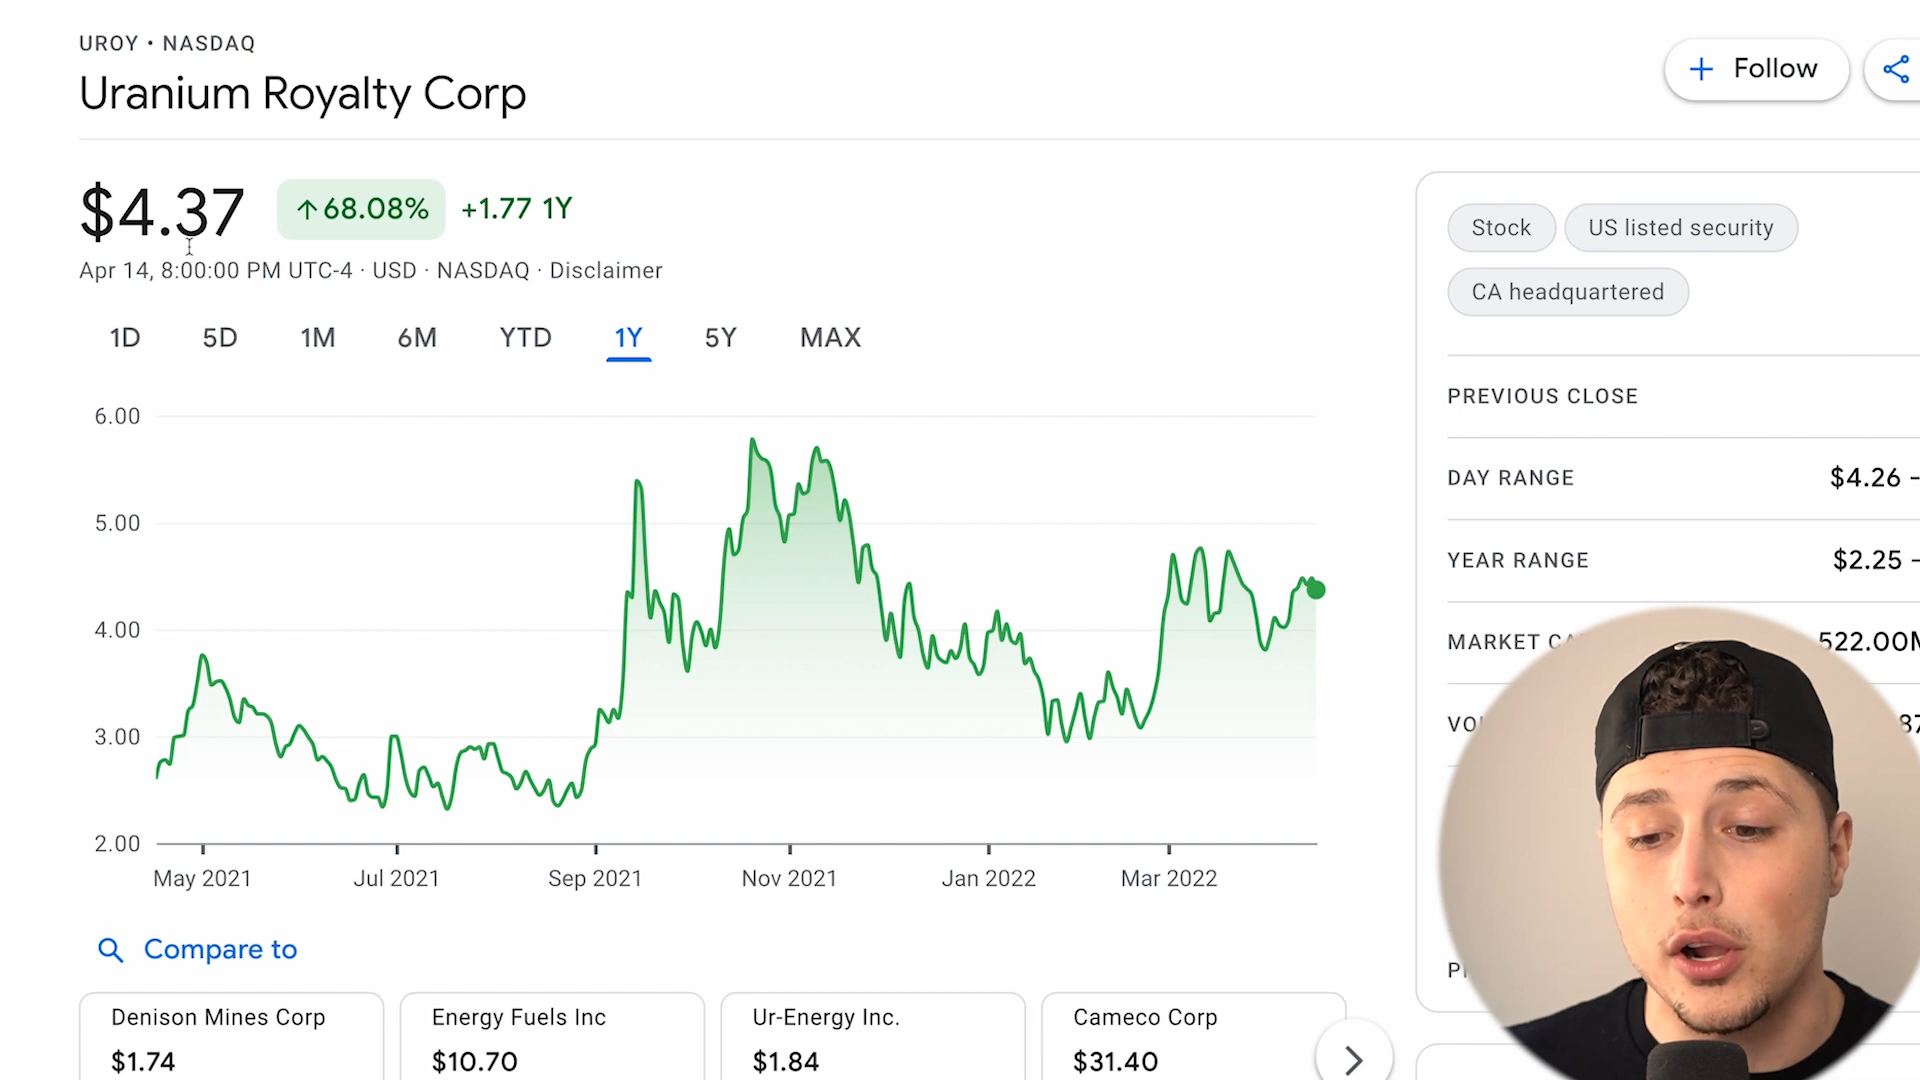 UROY • NASDAQ
Uranium Royalty Corp
Follow
$4.37 ↑68.08% +1.77 1Y
Apr 14, 8:00:00 PM UTC-4 · USD · NASDAQ · Disclaimer
1D 5D 1M 6M YTD 1Y 5Y MAX
6.00
5.00
4.00
3.00
2.00
May 2021 Jul 2021 Sep 2021 Nov 2021 Jan 2022 Mar 2022
Compare to
Denison Mines Corp
$1.74
Energy Fuels Inc
$10.70
Ur-Energy Inc.
$1.84
Cameco Corp
$31.40
Stock US listed security
CA headquartered
PREVIOUS CLOSE
DAY RANGE $4.26 -
YEAR RANGE $2.25 -
MARKET 522.00M